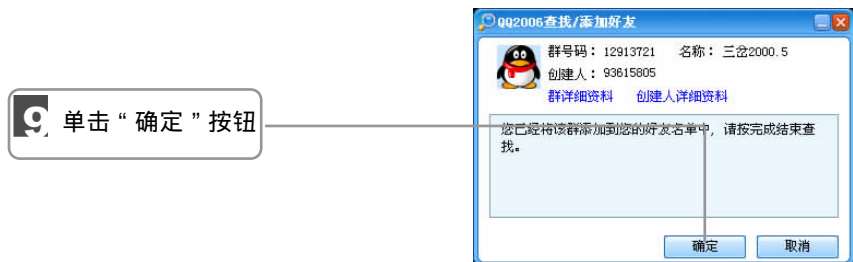 QQ2006查找/添加好友
群号码：12913721 名称：三岔2000.5
创建人：93615805
群详细资料 创建人详细资料
9 单击“确定”按钮
您已经将该群添加到您的好友名单中，请按完成结束查
找。
确定 取消